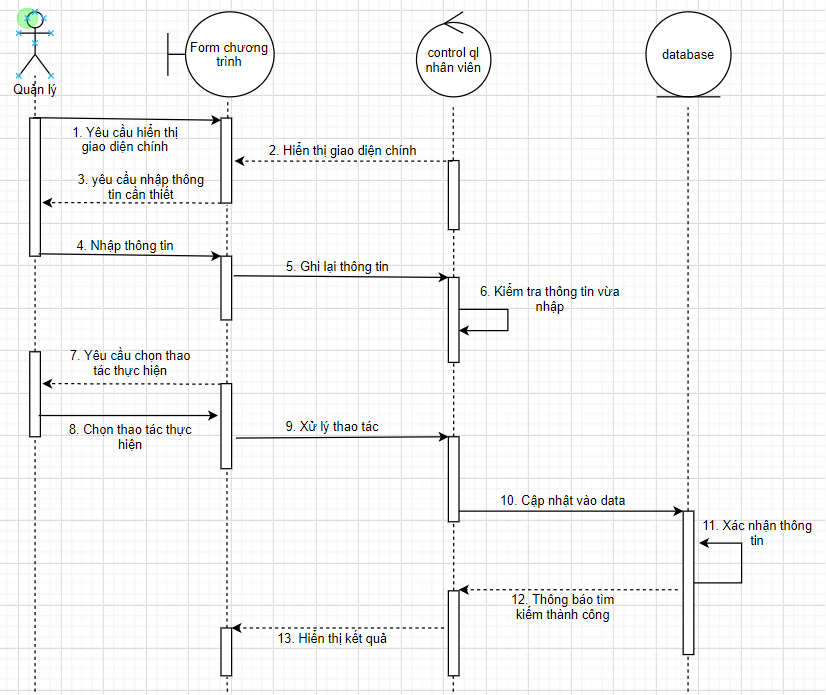 Quản lý
Form chương
trình
control ql
nhân viên
database
1. Yêu cầu hiển thị
giao diện chính
2. Hiển thị giao diện chính
3. yêu cầu nhập thông
tin cần thiết
4. Nhập thông tin
5. Ghi lại thông tin
6. Kiểm tra thông tin vừa
nhập
7. Yêu cầu chọn thao
tác thực hiện
8. Chọn thao tác thực
hiện
9. Xử lý thao tác
10. Cập nhật vào data
11. Xác nhận thông
tin
12. Thông báo tìm
kiếm thành công
13. Hiển thị kết quả